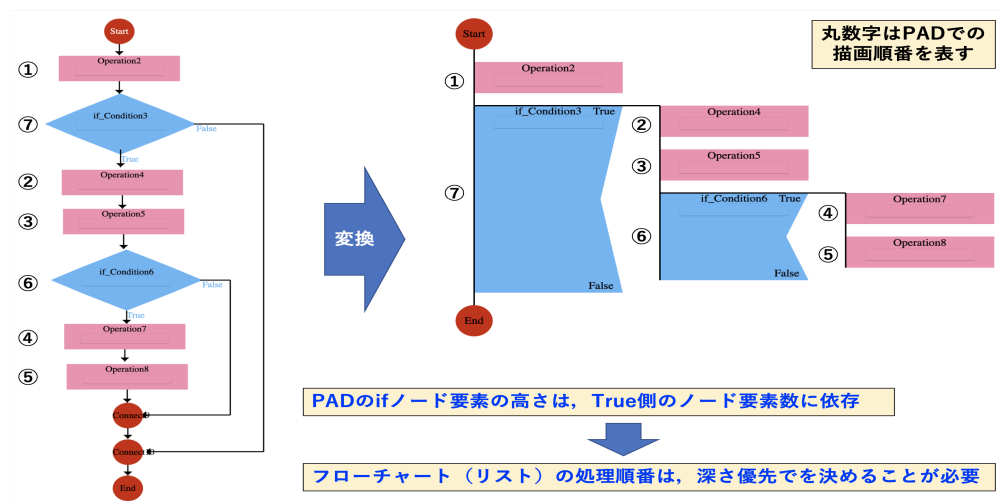 Start
① Operation2
⑦ if_Condition3
False
True
② Operation4
③ Operation5
⑥ if_Condition6
False
True
④ Operation7
⑤ Operation8
End
変換
丸数字はPADでの
描画順番を表す
Start
① Operation2
⑦ if_Condition3 True
False
② Operation4
③ Operation5
⑥ if_Condition6 True
False
④ Operation7
⑤ Operation8
End
PADのifノード要素の高さは，True側のノード要素数に依存
フローチャート（リスト）の処理順番は，深さ優先でを決めることが必要